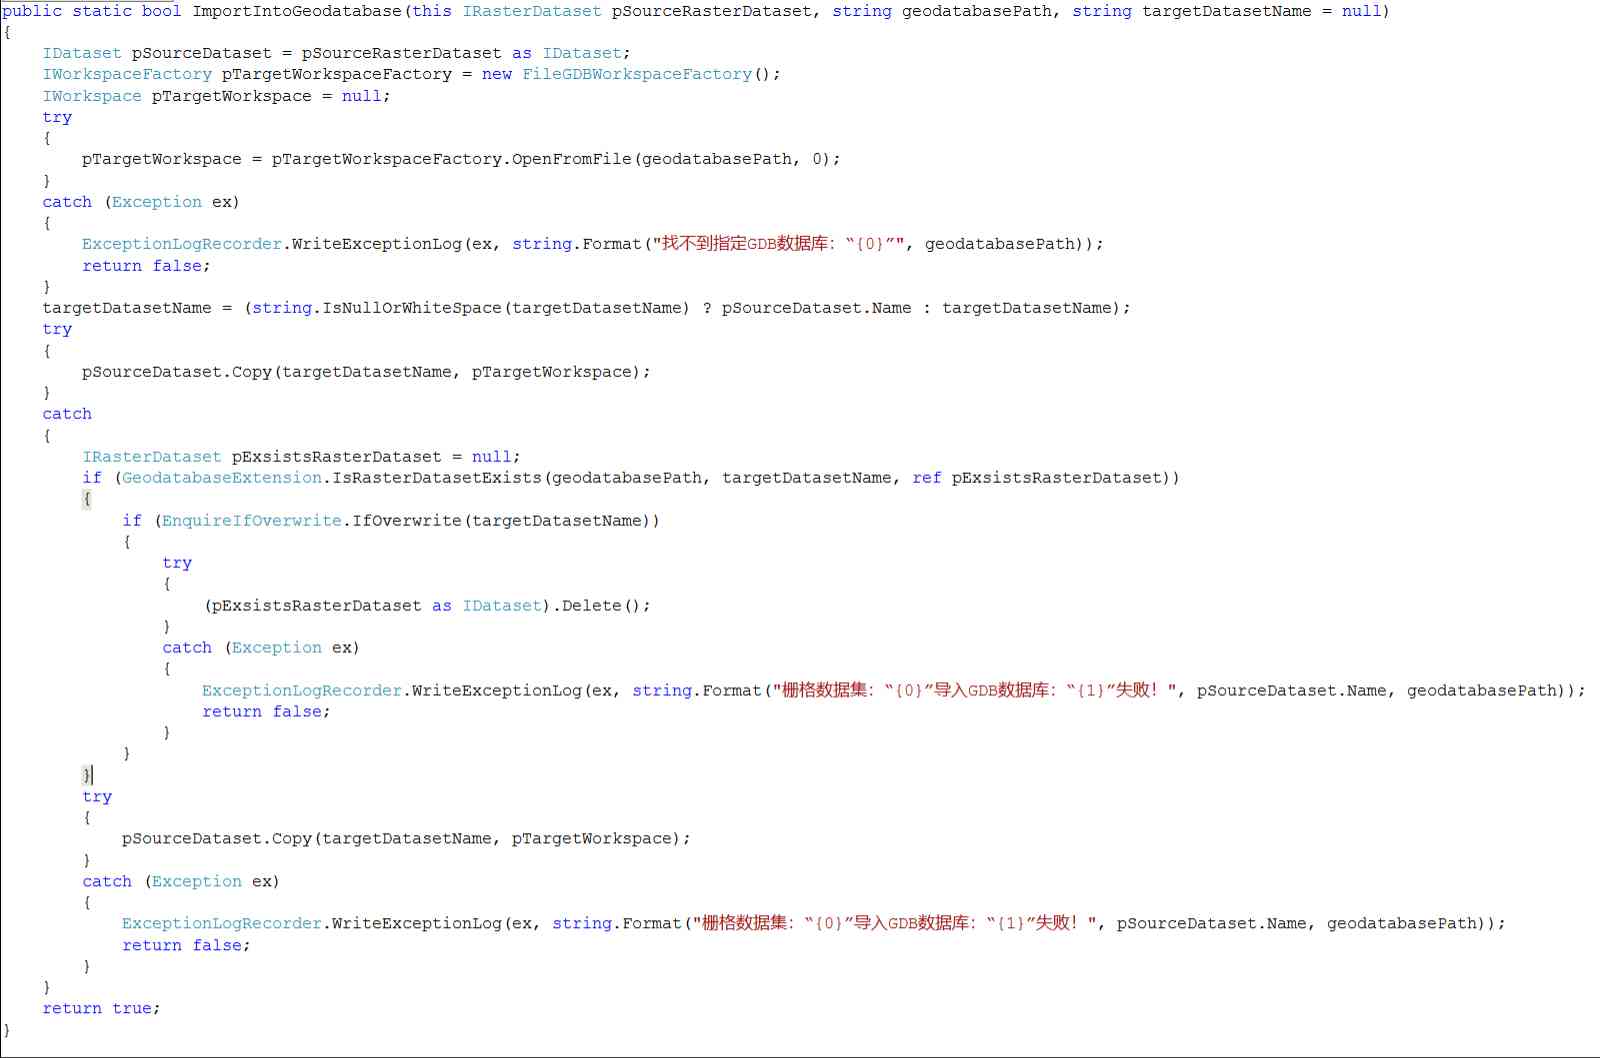 public static bool ImportIntoGeodatabase(this IRasterDataset pSourceRasterDataset, string geodatabasePath, string targetDatasetName = null)
{
    IDataset pSourceDataset = pSourceRasterDataset as IDataset;
    IWorkspaceFactory pTargetWorkspaceFactory = new FileGDBWorkspaceFactory();
    IWorkspace pTargetWorkspace = null;
    try
    {
        pTargetWorkspace = pTargetWorkspaceFactory.OpenFromFile(geodatabasePath, 0);
    }
    catch (Exception ex)
    {
        ExceptionLogRecorder.WriteExceptionLog(ex, string.Format("找不到指定GDB数据库：“{0}”", geodatabasePath));
        return false;
    }
    targetDatasetName = (string.IsNullOrWhiteSpace(targetDatasetName) ? pSourceDataset.Name : targetDatasetName);
    try
    {
        pSourceDataset.Copy(targetDatasetName, pTargetWorkspace);
    }
    catch
    {
        IRasterDataset pExsistsRasterDataset = null;
        if (GeodatabaseExtension.IsRasterDatasetExists(geodatabasePath, targetDatasetName, ref pExsistsRasterDataset))
        {
            if (EnquireIfOverwrite.IfOverwrite(targetDatasetName))
            {
                try
                {
                    (pExsistsRasterDataset as IDataset).Delete();
                }
                catch (Exception ex)
                {
                    ExceptionLogRecorder.WriteExceptionLog(ex, string.Format("栅格数据集：“{0}”导入GDB数据库：“{1}”失败！", pSourceDataset.Name, geodatabasePath));
                    return false;
                }
            }
        }
        try
        {
            pSourceDataset.Copy(targetDatasetName, pTargetWorkspace);
        }
        catch (Exception ex)
        {
            ExceptionLogRecorder.WriteExceptionLog(ex, string.Format("栅格数据集：“{0}”导入GDB数据库：“{1}”失败！", pSourceDataset.Name, geodatabasePath));
            return false;
        }
    }
    return true;
}